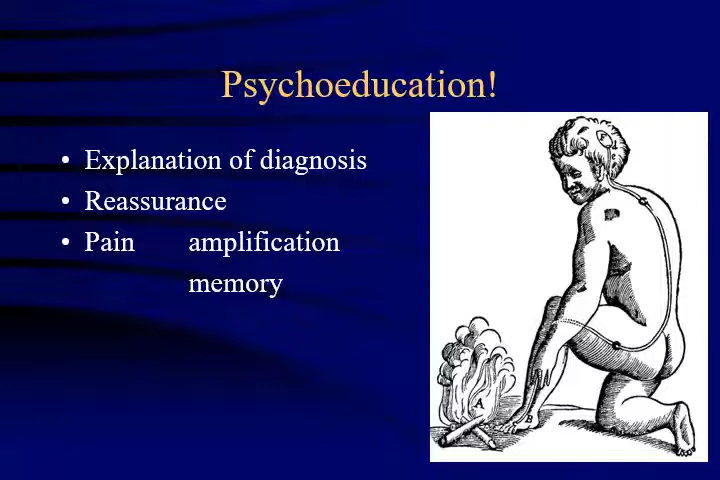 Psychoeducation!
• Explanation of diagnosis
• Reassurance
• Pain amplification
memory
A
B